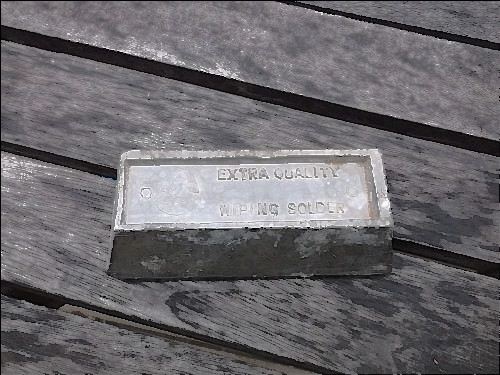 EXTRA QUALITY
WIPING SOLDER